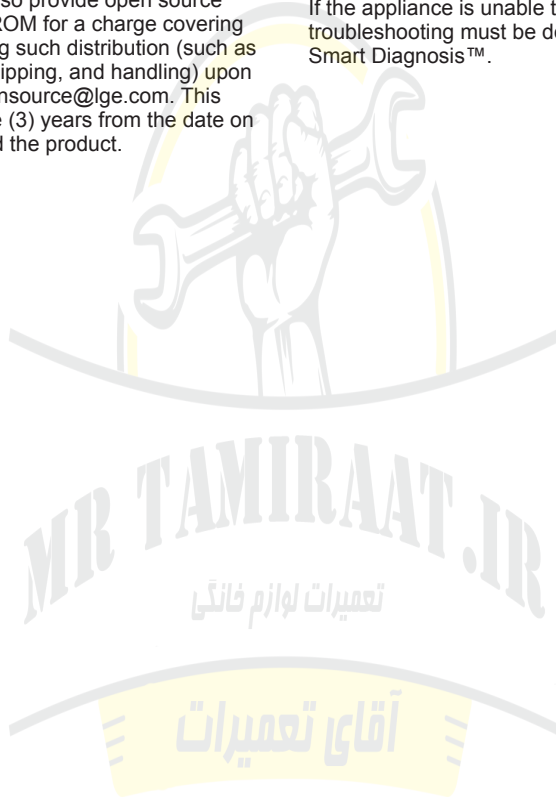 so provide open source
ROM for a charge covering
g such distribution (such as
ipping, and handling) upon
nsource@lge.com. This
e (3) years from the date on
d the product.
If the appliance is unable t
troubleshooting must be d
Smart Diagnosis™.
MR TAMIRAAT.IR
تعمیرات لوازم خانگی
آقای تعمیرات